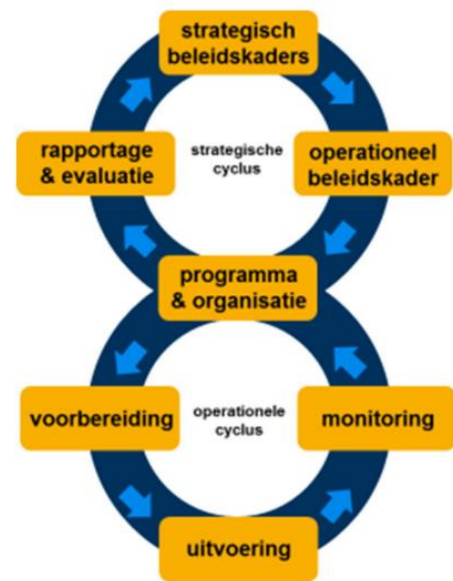 strategisch
beleidskaders
rapportage
& evaluatie
strategische
cyclus
operationeel
beleidskader
programma
& organisatie
voorbereiding
operationele
cyclus
monitoring
uitvoering